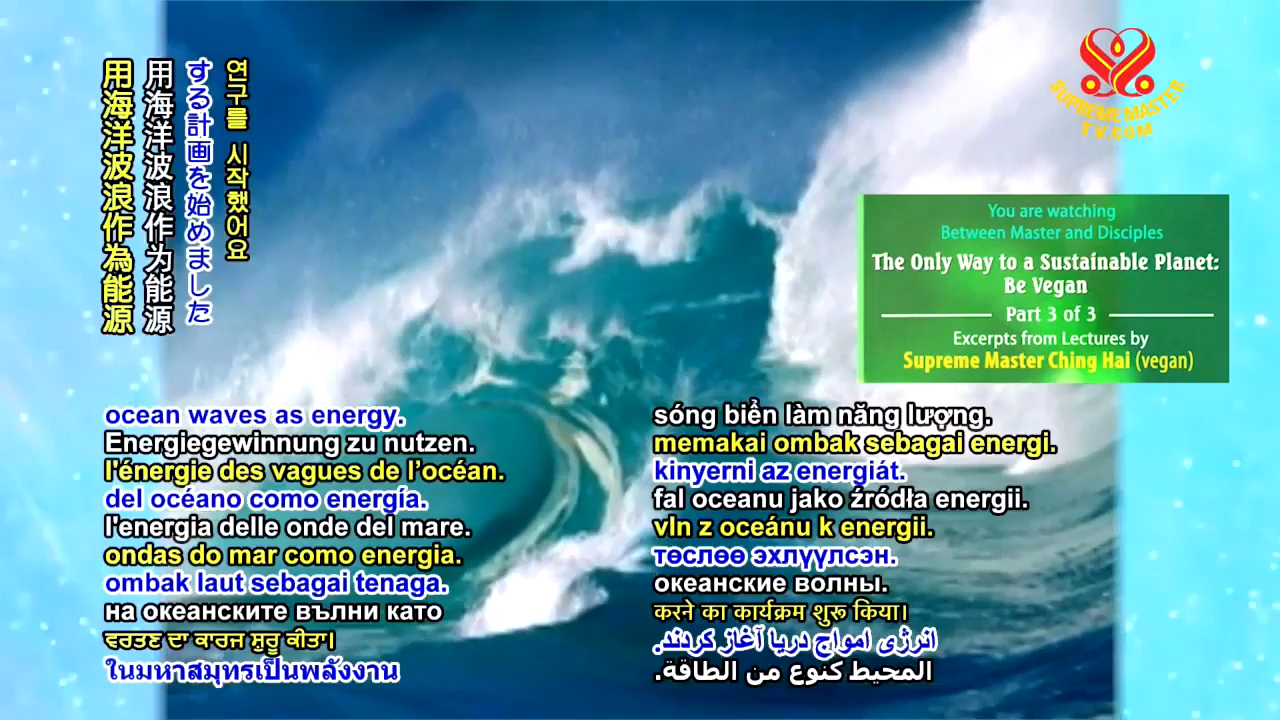 用海洋波浪作為能源
用海洋波浪作为能源
する計画を始めました
연구를 시작했어요
SUPREME MASTER
TV.COM
You are watching
Between Master and Disciples
The Only Way to a Sustainable Planet:
Be Vegan
Part 3 of 3
Excerpts from Lectures by
Supreme Master Ching Hai (vegan)
ocean waves as energy.
Energiegewinnung zu nutzen.
l'énergie des vagues de l’océan.
del océano como energía.
l'energia delle onde del mare.
ondas do mar como energia.
ombak laut sebagai tenaga.
на океанските вълни като
ਵਰਤਣ ਦਾ ਕਾਰਜ ਸ਼ੁਰੂ ਕੀਤਾ।
ในมหาสมุทรเป็นพลังงาน
sóng biển làm năng lượng.
memakai ombak sebagai energi.
kinyerni az energiát.
fal oceanu jako źródła energii.
vln z oceánu k energii.
төслөө эхлүүлсэн.
океанские волны.
करने का कार्यक्रम शुरू किया।
انرژی امواج دریا آغاز کردند.
المحيط كنوع من الطاقة.